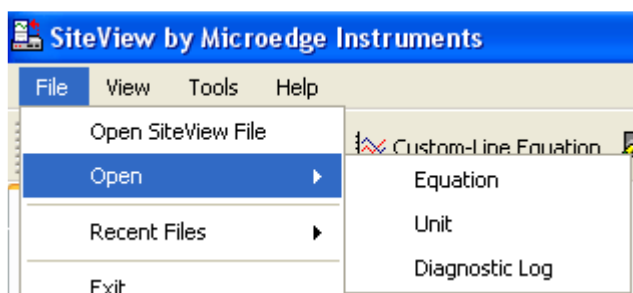 SiteView by Microedge Instruments
File View Tools Help
Open SiteView File
Custom-Line Equation
Open
Equation
Recent Files
Unit
Diagnostic Log
Exit